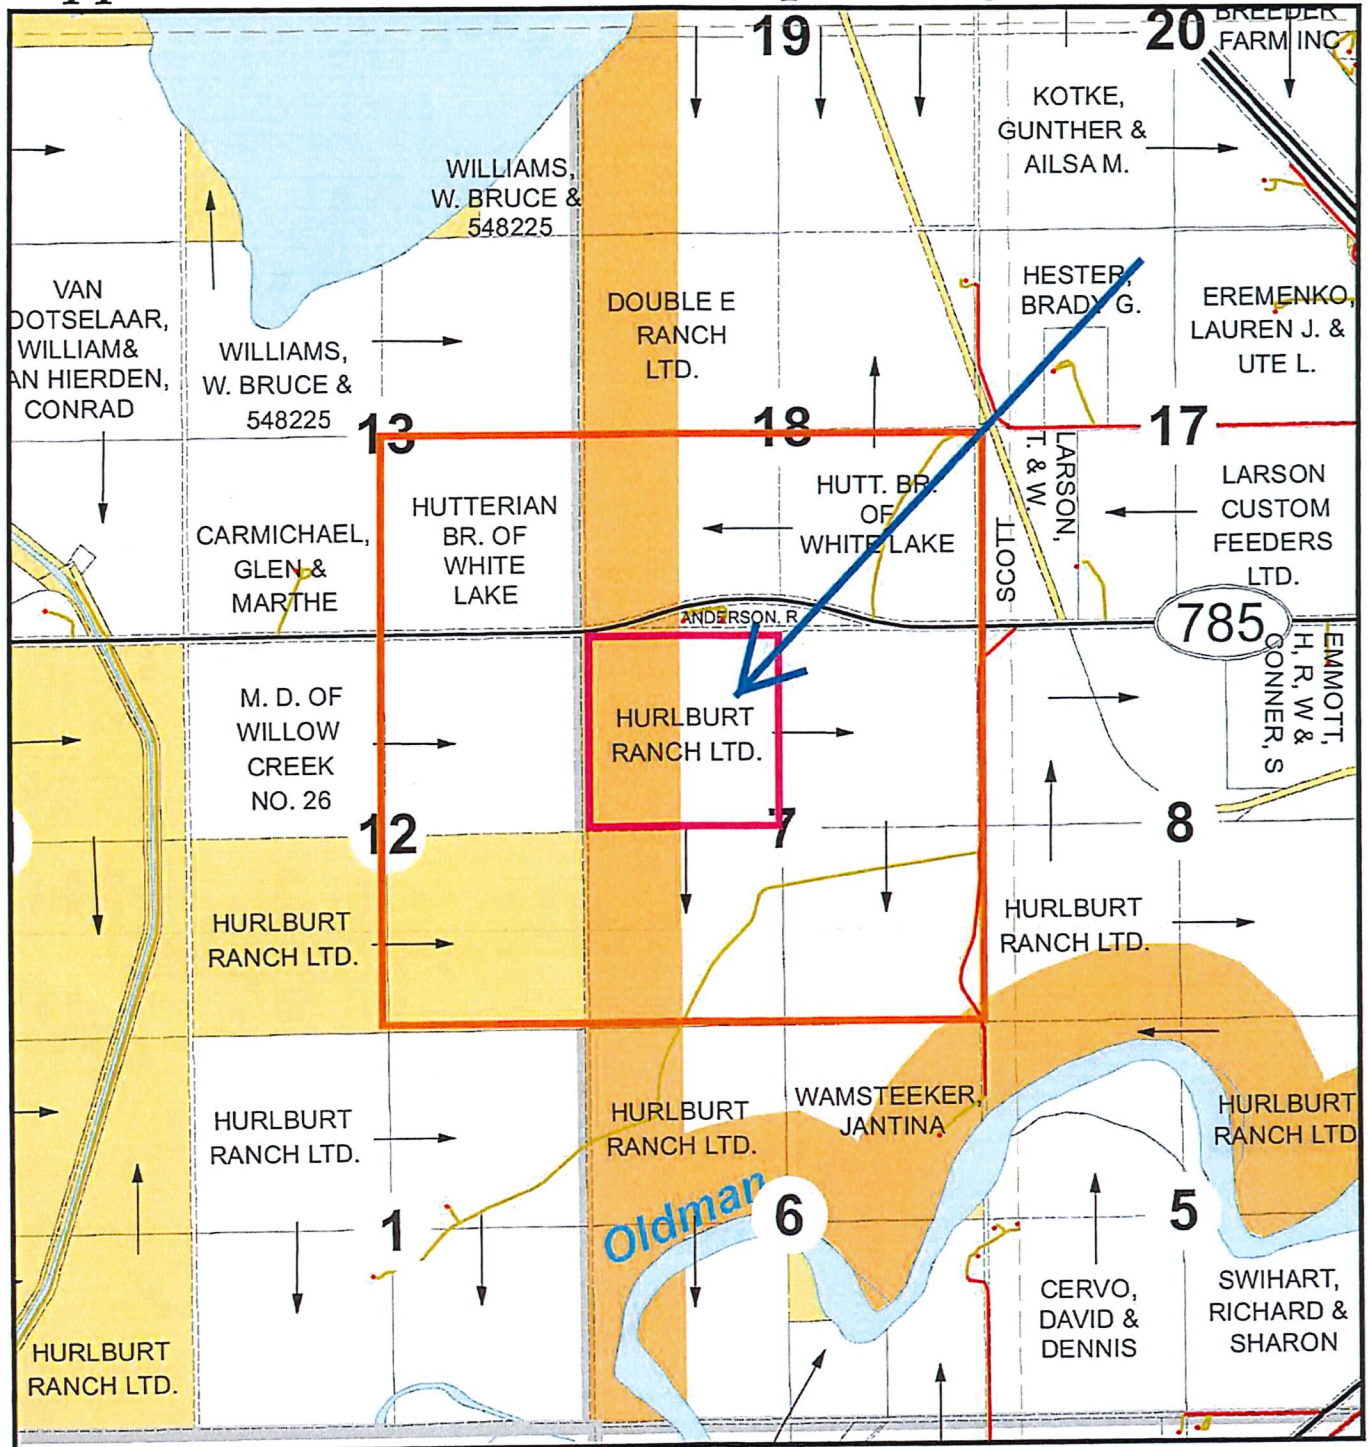 19
20
BREEDER
FARM INC
KOTKE,
GUNTHER &
AILSA M.
WILLIAMS,
W. BRUCE &
548225
VAN
OOTSELAAR,
WILLIAM&
AN HIERDEN,
CONRAD
WILLIAMS,
W. BRUCE &
548225
DOUBLE E
RANCH
LTD.
HESTER,
BRADY G.
EREMENKO,
LAUREN J. &
UTE L.
13
18
17
CARMICHAEL,
GLEN &
MARTHE
HUTTERIAN
BR. OF
WHITE
LAKE
HUTT. BR.
OF
WHITE LAKE
LARSON,
T. & W.
SCOTT
LARSON
CUSTOM
FEEDERS
LTD.
ANDERSON, R
785
M. D. OF
WILLOW
CREEK
NO. 26
HURLBURT
RANCH LTD.
EMMOTT,
H, R, W &
CONNER, S
12
7
8
HURLBURT
RANCH LTD.
HURLBURT
RANCH LTD.
HURLBURT
RANCH LTD.
HURLBURT
RANCH LTD.
WAMSTEEKER,
JANTINA
HURLBURT
RANCH LTD
Oldman
1
6
5
CERVO,
DAVID &
DENNIS
SWIHART,
RICHARD &
SHARON
HURLBURT
RANCH LTD.